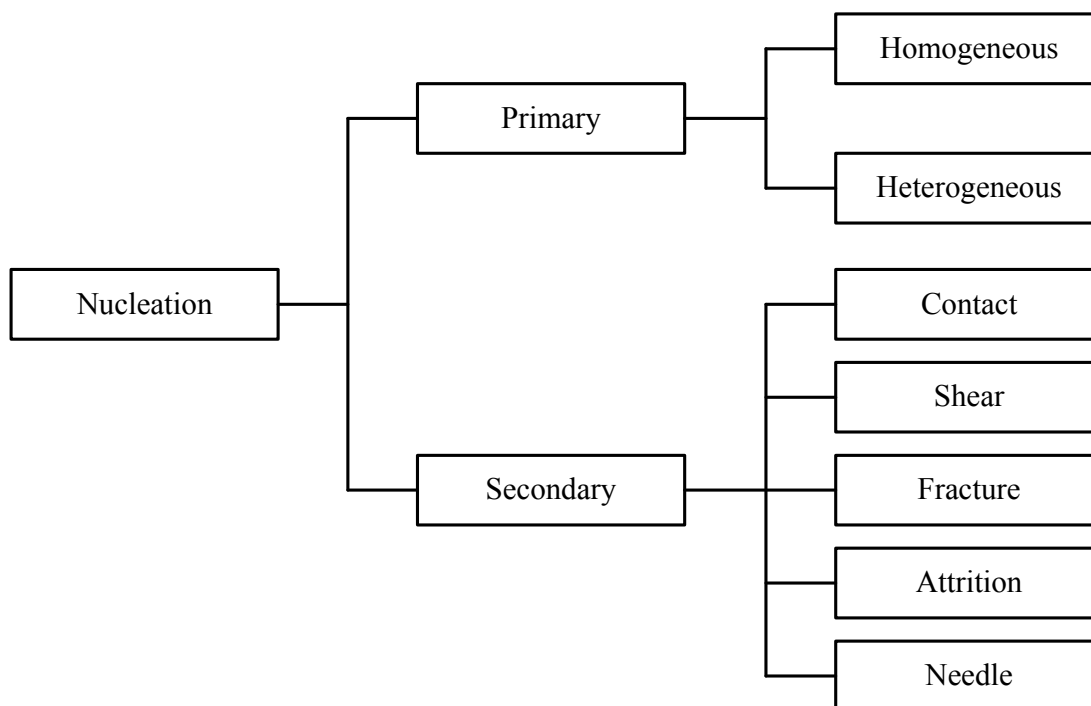 Homogeneous
Primary
Heterogeneous
Nucleation
Contact
Shear
Secondary
Fracture
Attrition
Needle